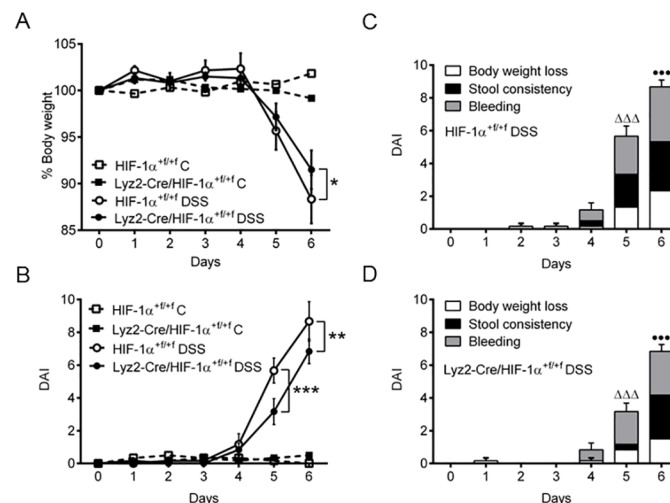 A
105
100
95
90
85
% Body weight
HIF-1α+f/+f C
Lyz2-Cre/HIF-1α+f/+f C
HIF-1α+f/+f DSS
Lyz2-Cre/HIF-1α+f/+f DSS
*
0 1 2 3 4 5 6
Days
B
10
8
6
4
2
0
DAI
HIF-1α+f/+f C
Lyz2-Cre/HIF-1α+f/+f C
HIF-1α+f/+f DSS
Lyz2-Cre/HIF-1α+f/+f DSS
**
***
0 1 2 3 4 5 6
Days
C
10
8
6
4
2
0
DAI
Body weight loss
Stool consistency
Bleeding
HIF-1α+f/+f DSS
ΔΔΔ
•••
0 1 2 3 4 5 6
Days
D
10
8
6
4
2
0
DAI
Body weight loss
Stool consistency
Bleeding
Lyz2-Cre/HIF-1α+f/+f DSS
ΔΔΔ
•••
0 1 2 3 4 5 6
Days